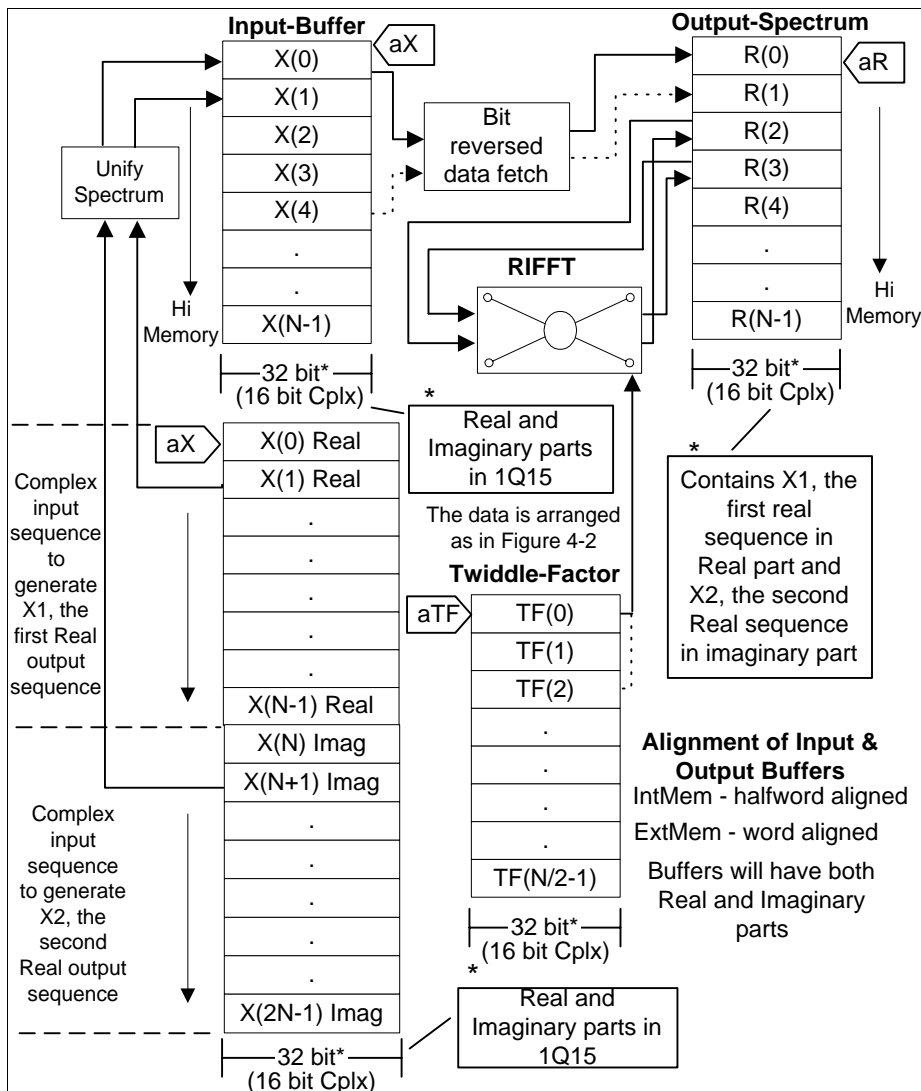 Input-Buffer
aX
X(0)
X(1)
X(2)
X(3)
X(4)
.
.
X(N-1)
Unify
Spectrum
Hi
Memory
32 bit*
(16 bit Cplx)
Bit
reversed
data fetch
Output-Spectrum
aR
R(0)
R(1)
R(2)
R(3)
R(4)
.
.
R(N-1)
Hi
Memory
32 bit*
(16 bit Cplx)
RIFFT
*
Real and
Imaginary parts
in 1Q15
The data is arranged
as in Figure 4-2
*
Contains X1, the
first real
sequence in
Real part and
X2, the second
Real sequence
in imaginary part
aX
X(0) Real
X(1) Real
.
.
.
.
.
X(N-1) Real
X(N) Imag
X(N+1) Imag
.
.
.
.
.
.
X(2N-1) Imag
32 bit*
(16 bit Cplx)
Complex
input
sequence
to
generate
X1, the
first Real
output
sequence
Complex
input
sequence
to generate
X2, the
second
Real output
sequence
Twiddle-Factor
aTF
TF(0)
TF(1)
TF(2)
.
.
.
.
.
TF(N/2-1)
32 bit*
(16 bit Cplx)
*
Real and
Imaginary parts in
1Q15
Alignment of Input &
Output Buffers
IntMem - halfword aligned
ExtMem - word aligned
Buffers will have both
Real and Imaginary
parts